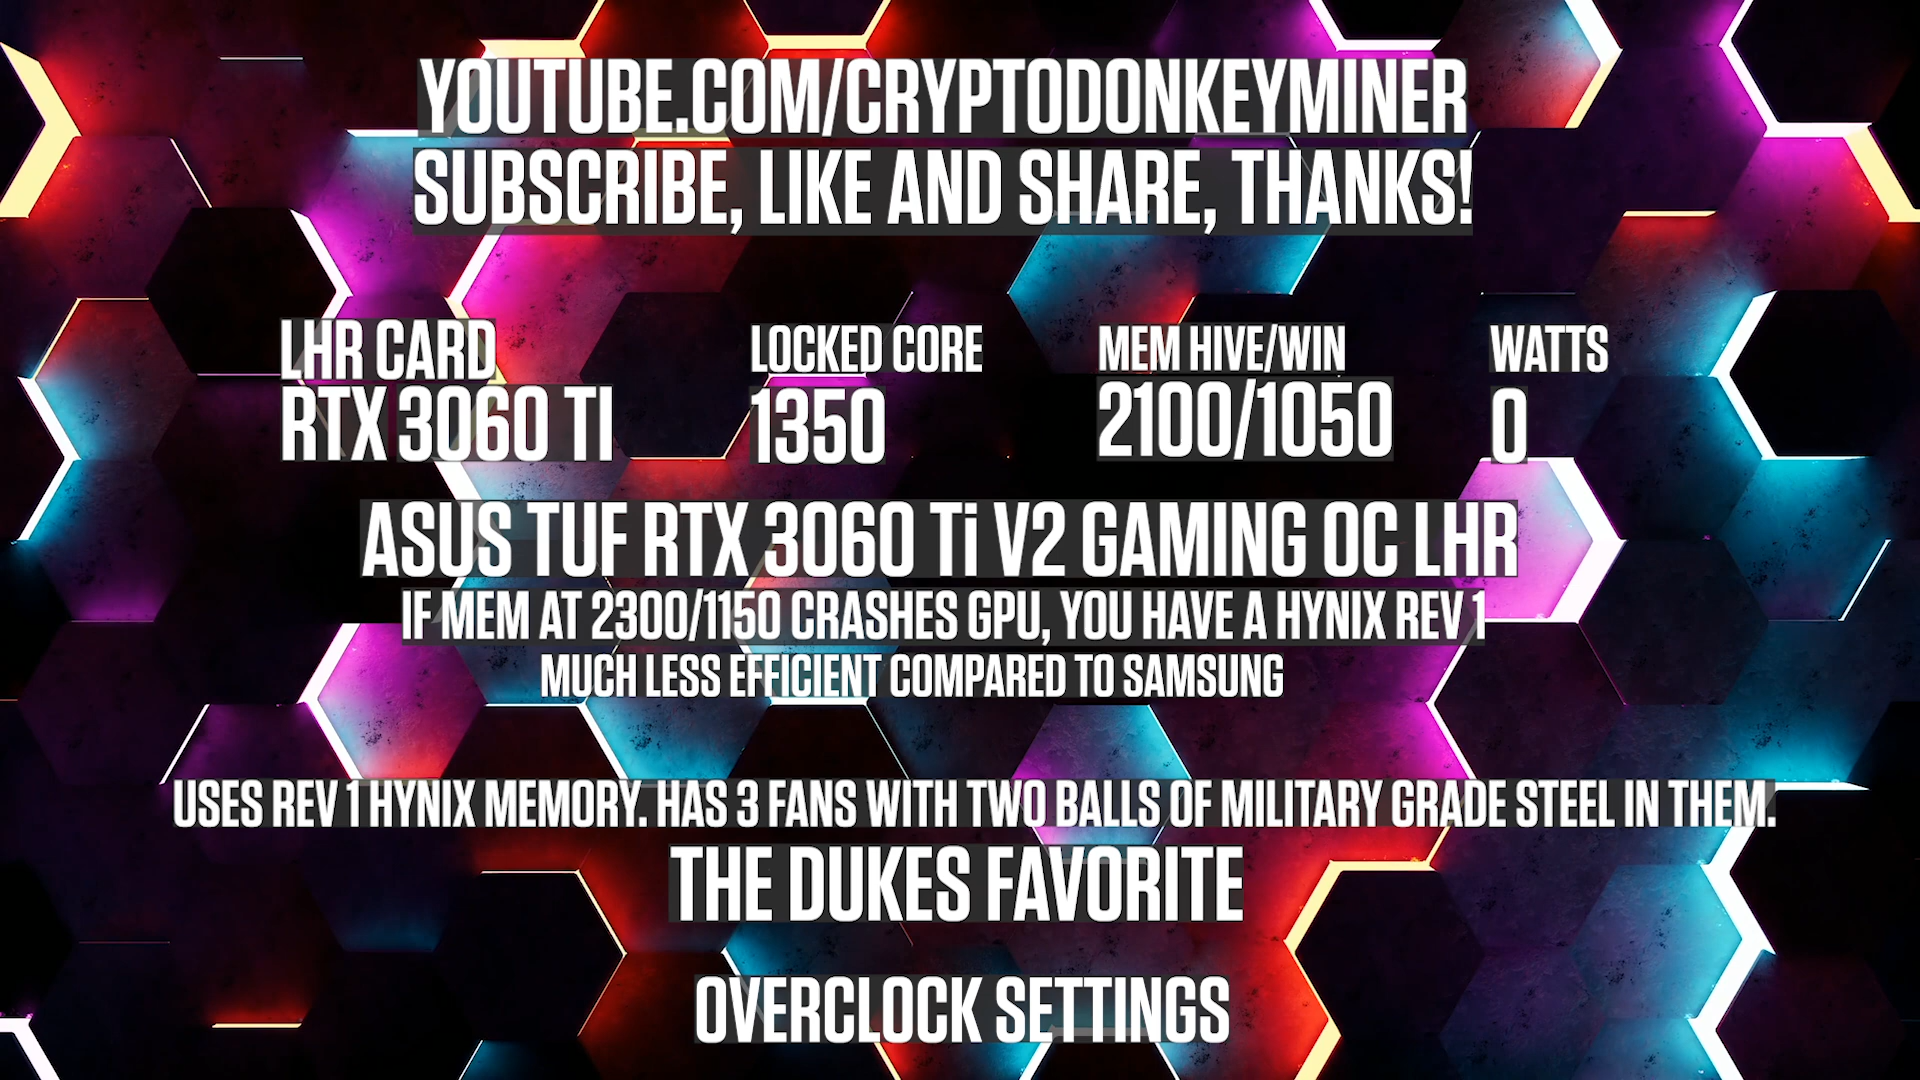 YOUTUBE.COM/CRYPTODONKEYMINER
SUBSCRIBE, LIKE AND SHARE, THANKS!
LHR CARD LOCKED CORE MEM HIVE/WIN WATTS
RTX 3060 TI 1350 2100/1050 0
ASUS TUF RTX 3060 Ti V2 GAMING OC LHR
IF MEM AT 2300/1150 CRASHES GPU, YOU HAVE A HYNIX REV 1
MUCH LESS EFFICIENT COMPARED TO SAMSUNG
USES REV 1 HYNIX MEMORY. HAS 3 FANS WITH TWO BALLS OF MILITARY GRADE STEEL IN THEM.
THE DUKES FAVORITE
OVERCLOCK SETTINGS